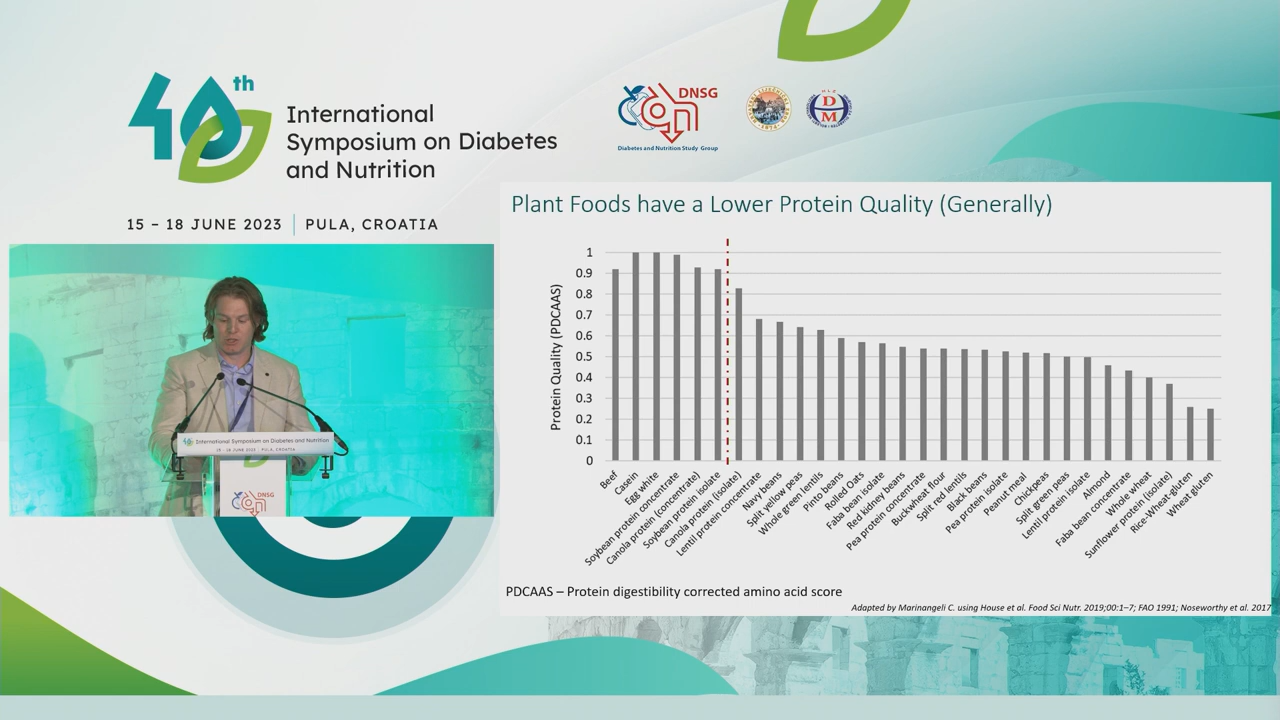 40th
International
Symposium on Diabetes
and Nutrition
15 – 18 JUNE 2023 | PULA, CROATIA
DNSG
Diabetes and Nutrition Study Group
DM
Plant Foods have a Lower Protein Quality (Generally)
Protein Quality (PDCAAS)
1
0.9
0.8
0.7
0.6
0.5
0.4
0.3
0.2
0.1
0
Beef
Casein
Egg white
Soybean protein concentrate
Canola protein (concentrate)
Soybean protein isolate
Canola protein (isolate)
Lentil protein concentrate
Navy beans
Split yellow peas
Whole green lentils
Pinto beans
Rolled Oats
Faba bean isolate
Red kidney beans
Pea protein concentrate
Buckwheat flour
Split red lentils
Black beans
Pea protein isolate
Peanut meal
Chickpeas
Split green peas
Lentil protein isolate
Almond
Faba bean concentrate
Whole wheat
Sunflower protein (isolate)
Rice-Wheat-gluten
Wheat gluten
PDCAAS – Protein digestibility corrected amino acid score
Adapted by Marinangeli C. using House et al. Food Sci Nutr. 2019;00:1–7; FAO 1991; Noseworthy et al. 2017
International Symposium on Diabetes and Nutrition
15 - 18 JUNE 2023 | PULA, CROATIA
DNSG